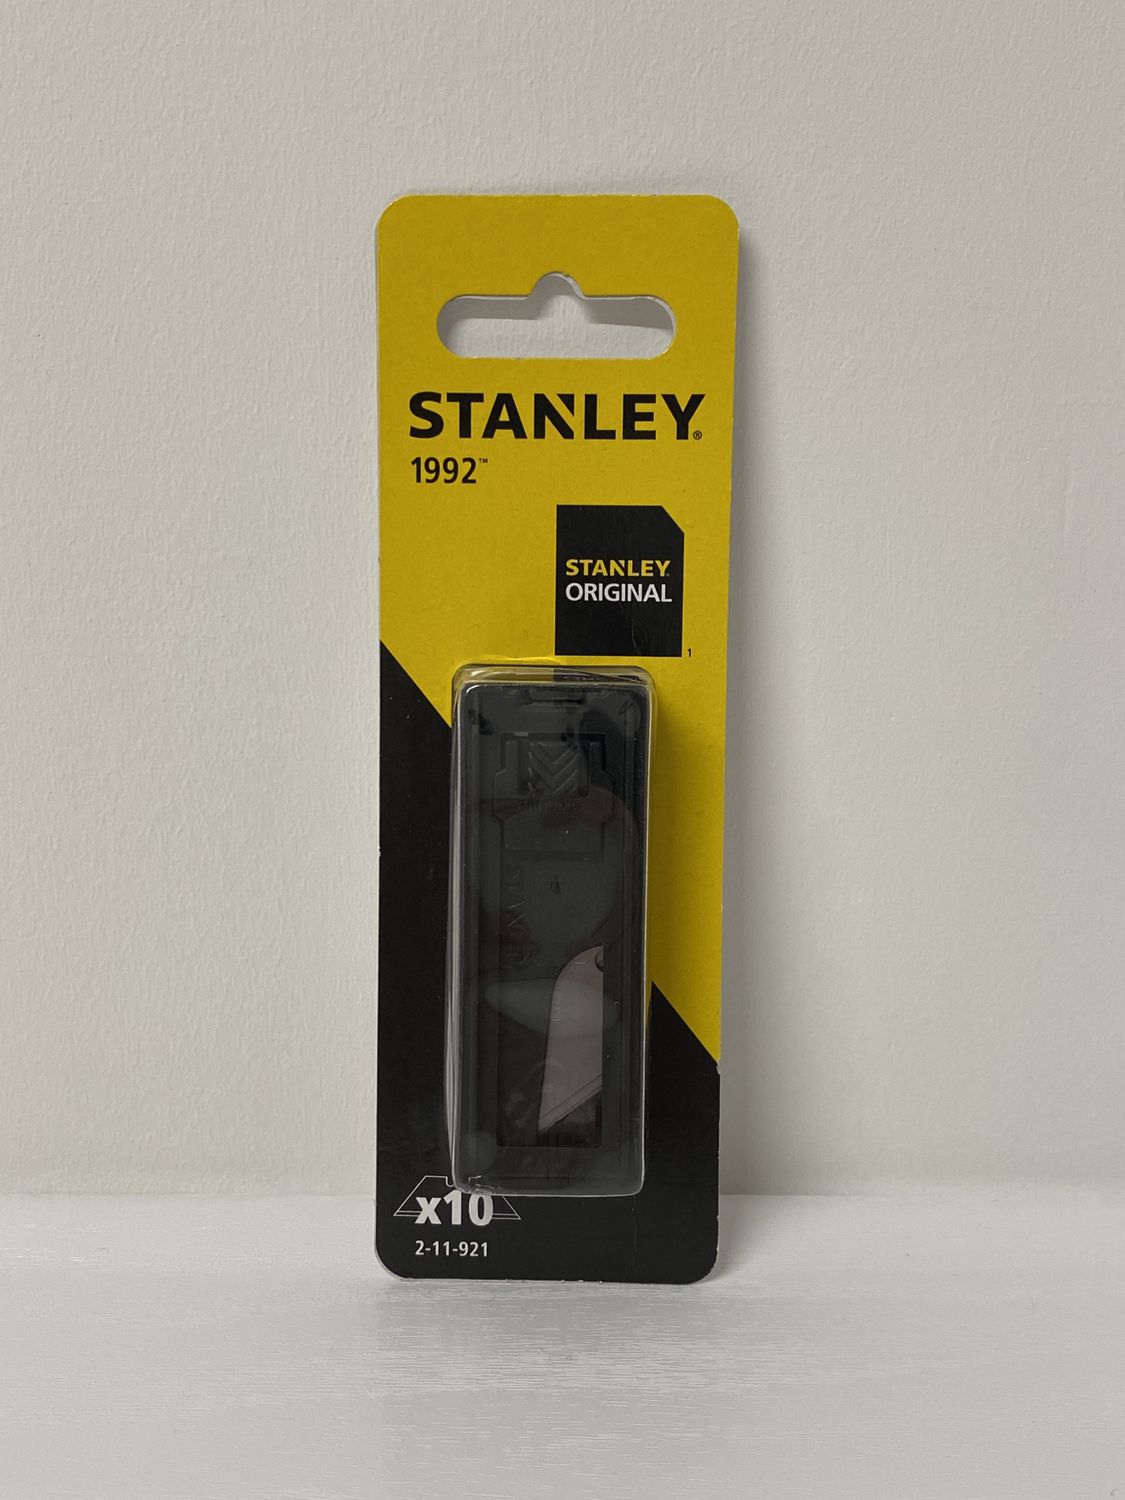 STANLEY®
1992™
STANLEY
ORIGINAL
1
x10
2-11-921